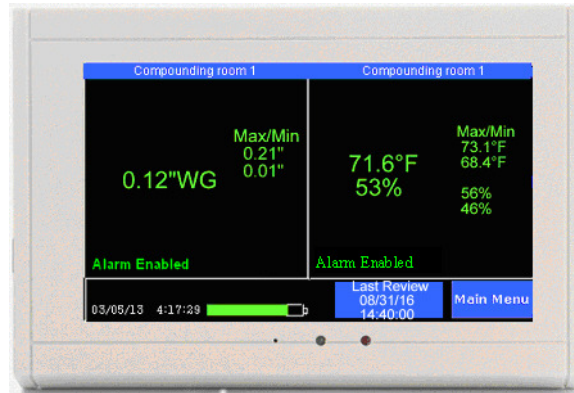 Compounding room 1
Max/Min
0.21"
0.01"
0.12"WG
Alarm Enabled
Compounding room 1
Max/Min
73.1°F
68.4°F
71.6°F
53%
56%
46%
Alarm Enabled
03/05/13 4:17:29
Last Review
08/31/16
14:40:00
Main Menu